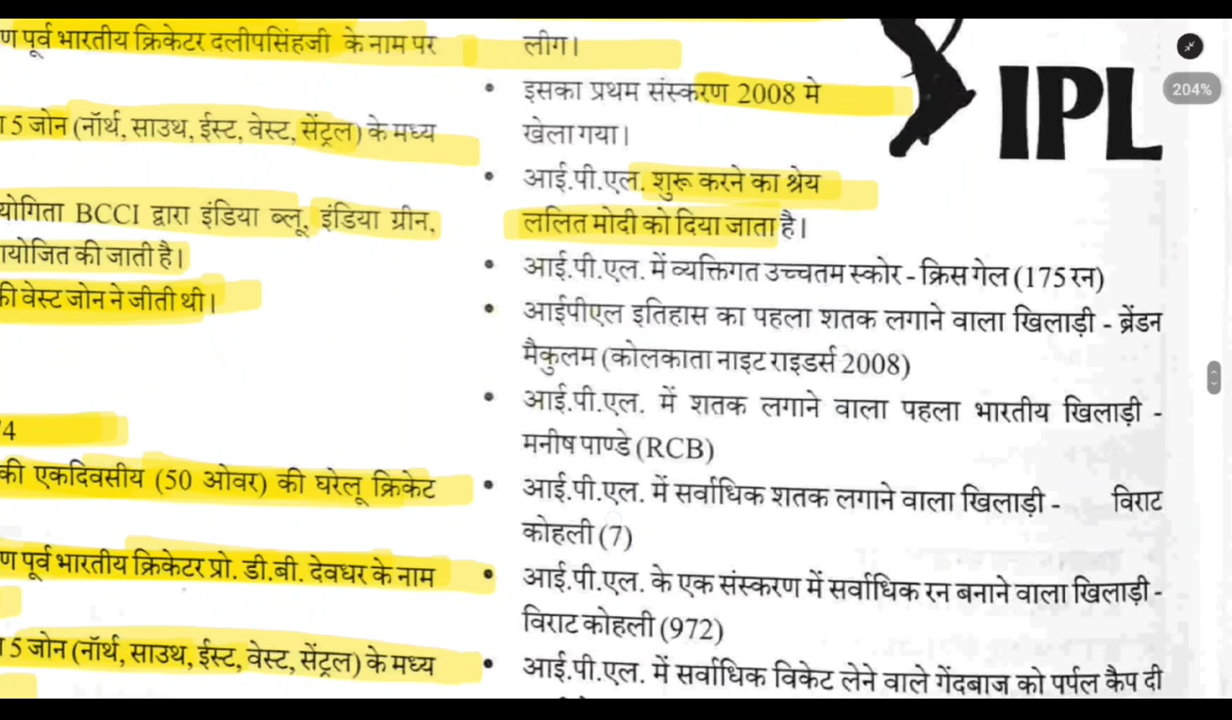 ण पूर्व भारतीय क्रिकेटर दलीपसिंहजी के नाम पर
5 जोन (नॉर्थ, साउथ, ईस्ट, वेस्ट, सेंट्रल) के मध्य
योगिता BCCI द्वारा इंडिया ब्लू, इंडिया ग्रीन,
योजित की जाती है।
की वेस्ट जोन ने जीती थी।
/4
की एकदिवसीय (50 ओवर) की घरेलू क्रिकेट
ण पूर्व भारतीय क्रिकेटर प्रो. डी.बी. देवधर के नाम
5 जोन (नॉर्थ, साउथ, ईस्ट, वेस्ट, सेंट्रल) के मध्य
लीग।
• इसका प्रथम संस्करण 2008 मे
खेला गया।
• आई.पी.एल. शुरू करने का श्रेय
ललित मोदी को दिया जाता है।
• आई.पी.एल. में व्यक्तिगत उच्चतम स्कोर - क्रिस गेल (175 रन)
• आईपीएल इतिहास का पहला शतक लगाने वाला खिलाड़ी - ब्रेंडन
मैकुलम (कोलकाता नाइट राइडर्स 2008)
• आई.पी.एल. में शतक लगाने वाला पहला भारतीय खिलाड़ी -
मनीष पाण्डे (RCB)
• आई.पी.एल. में सर्वाधिक शतक लगाने वाला खिलाड़ी - विराट
कोहली (7)
• आई.पी.एल. के एक संस्करण में सर्वाधिक रन बनाने वाला खिलाड़ी -
विराट कोहली (972)
• आई.पी.एल. में सर्वाधिक विकेट लेने वाले गेंदबाज को पर्पल कैप दी
IPL
204%